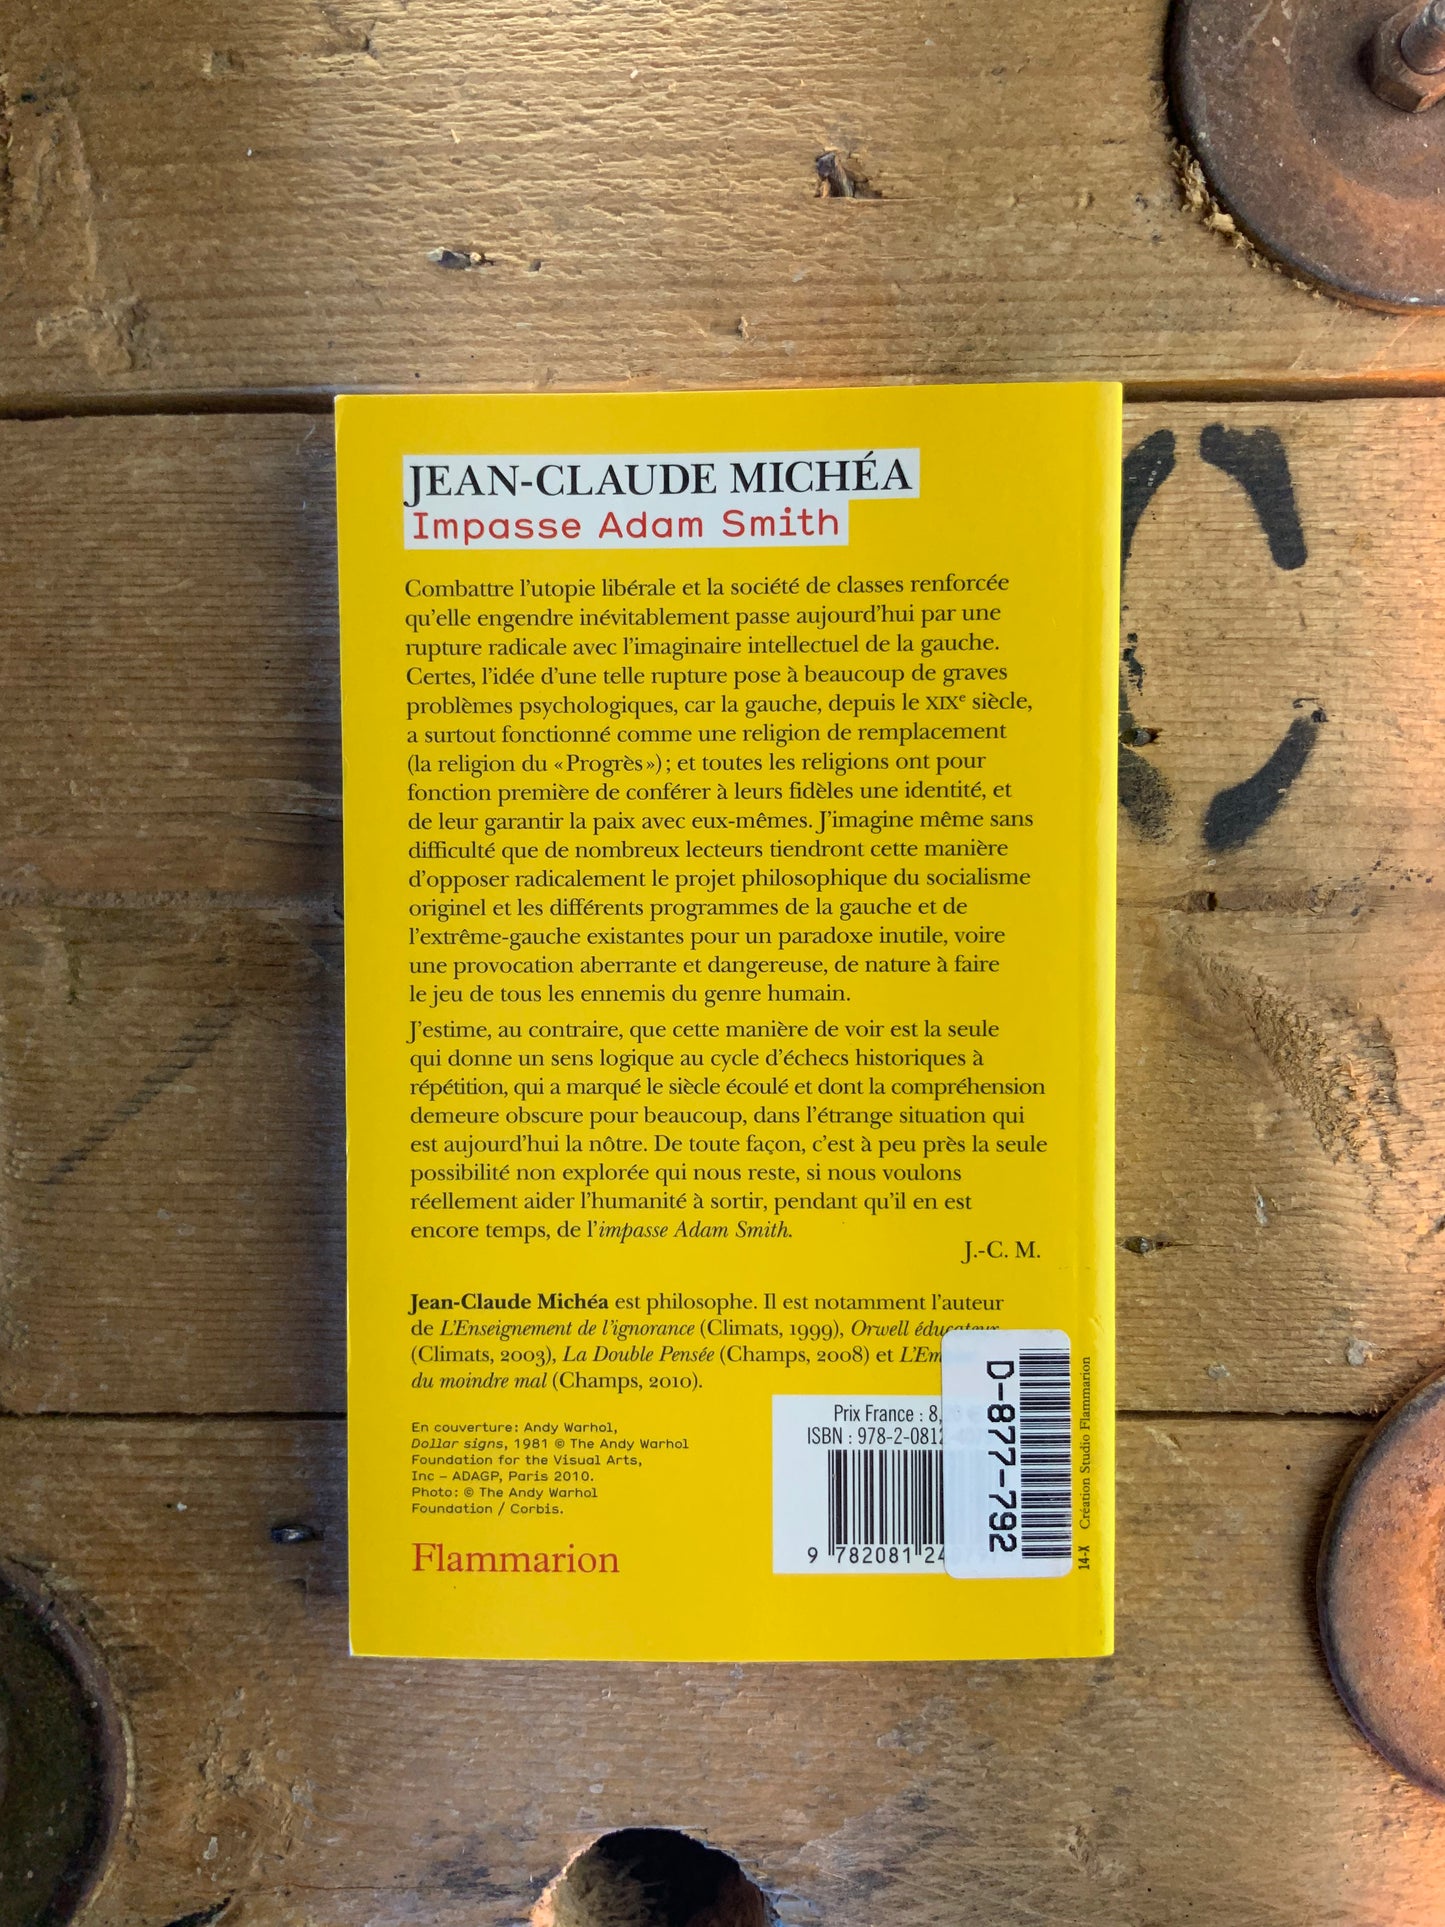 JEAN-CLAUDE MICHÉA
Impasse Adam Smith
Combattre l'utopie libérale et la société de classes renforcée
qu'elle engendre inévitablement passe aujourd'hui par une
rupture radicale avec l'imaginaire intellectuel de la gauche.
Certes, l'idée d'une telle rupture pose à beaucoup de graves
problèmes psychologiques, car la gauche, depuis le XIXe siècle,
a surtout fonctionné comme une religion de remplacement
(la religion du « Progrès ») ; et toutes les religions ont pour
fonction première de conférer à leurs fidèles une identité, et
de leur garantir la paix avec eux-mêmes. J'imagine même sans
difficulté que de nombreux lecteurs tiendront cette manière
d'opposer radicalement le projet philosophique du socialisme
originel et les différents programmes de la gauche et de
l'extrême-gauche existantes pour un paradoxe inutile, voire
une provocation aberrante et dangereuse, de nature à faire
le jeu de tous les ennemis du genre humain.
J'estime, au contraire, que cette manière de voir est la seule
qui donne un sens logique au cycle d'échecs historiques à
répétition, qui a marqué le siècle écoulé et dont la compréhension
demeure obscure pour beaucoup, dans l'étrange situation qui
est aujourd'hui la nôtre. De toute façon, c'est à peu près la seule
possibilité non explorée qui nous reste, si nous voulons
réellement aider l'humanité à sortir, pendant qu'il en est
encore temps, de l'impasse Adam Smith.
J.-C. M.
Jean-Claude Michéa est philosophe. Il est notamment l'auteur
de L'Enseignement de l'ignorance (Climats, 1999), Orwell éducateur
(Climats, 2003), La Double Pensée (Champs, 2008) et
du moindre mal (Champs, 2010).
En couverture : Andy Warhol,
Dollar signs, 1981 © The Andy Warhol
Foundation for the Visual Arts,
Inc – ADAGP, Paris 2010.
Photo : © The Andy Warhol
Foundation / Corbis.
Flammarion
Prix France : 8,
ISBN : 978-2-0812
9 782081 24
D-877-792
14-X Création Studio Flammarion